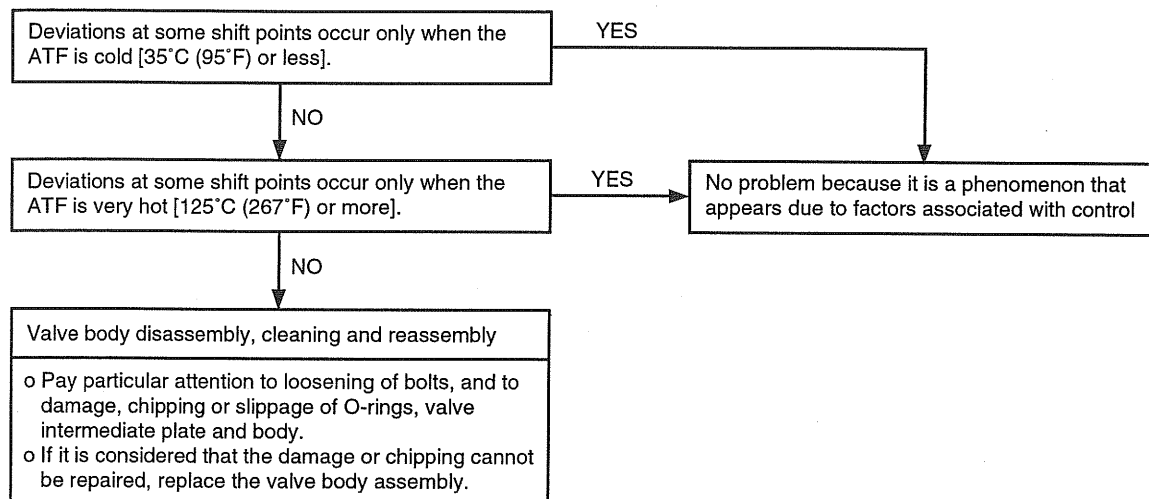 Deviations at some shift points occur only when the
ATF is cold [35˚C (95˚F) or less].
YES
NO
Deviations at some shift points occur only when the
ATF is very hot [125˚C (267˚F) or more].
YES
No problem because it is a phenomenon that
appears due to factors associated with control
NO
Valve body disassembly, cleaning and reassembly
o Pay particular attention to loosening of bolts, and to
damage, chipping or slippage of O-rings, valve
intermediate plate and body.
o If it is considered that the damage or chipping cannot
be repaired, replace the valve body assembly.